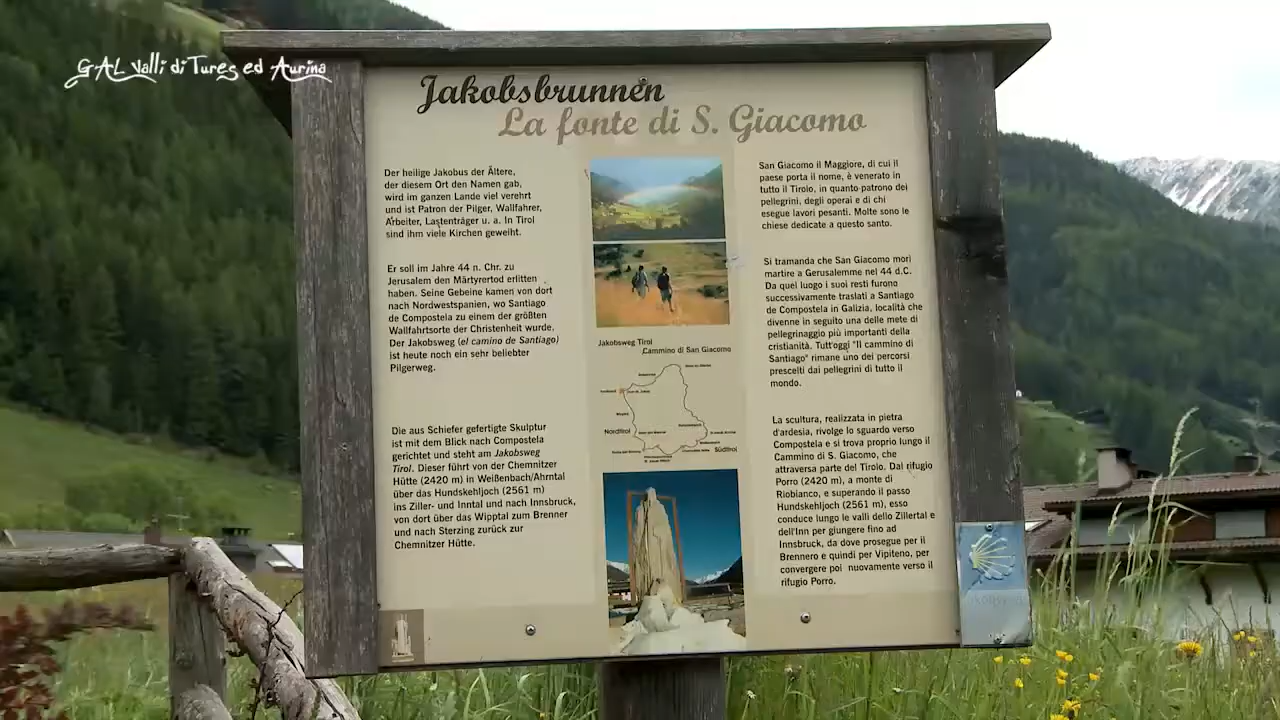 GAL Valli di Tures ed Aurina
Jakobsbrunnen
La fonte di S. Giacomo
Der heilige Jakobus der Ältere,
der diesem Ort den Namen gab,
wird im ganzen Lande viel verehrt
und ist Patron der Pilger, Wallfahrer,
Arbeiter, Lastenträger u. a. In Tirol
sind ihm viele Kirchen geweiht.
Er soll im Jahre 44 n. Chr. zu
Jerusalem den Märtyrertod erlitten
haben. Seine Gebeine kamen von dort
nach Nordwestspanien, wo Santiago
de Compostela zu einem der größten
Wallfahrtsorte der Christenheit wurde.
Der Jakobsweg (el camino de Santiago)
ist heute noch ein sehr beliebter
Pilgerweg.
Die aus Schiefer gefertigte Skulptur
ist mit dem Blick nach Compostela
gerichtet und steht am Jakobsweg
Tirol. Dieser führt von der Chemnitzer
Hütte (2420 m) in Weißenbach/Ahrntal
über das Hundskehljoch (2561 m)
ins Ziller- und Inntal und nach Innsbruck,
von dort über das Wipptal zum Brenner
und nach Sterzing zurück zur
Chemnitzer Hütte.
Jakobsweg Tirol
Cammino di San Giacomo
Nordtirol
Südtirol
San Giacomo il Maggiore, di cui il
paese porta il nome, è venerato in
tutto il Tirolo, in quanto patrono dei
pellegrini, degli operai e di chi
esegue lavori pesanti. Molte sono le
chiese dedicate a questo santo.
Si tramanda che San Giacomo morì
martire a Gerusalemme nel 44 d.C.
Da quel luogo i suoi resti furono
successivamente traslati a Santiago
de Compostela in Galizia, località che
divenne in seguito una delle mete di
pellegrinaggio più importanti della
cristianità. Tutt'oggi "Il cammino di
Santiago" rimane uno dei percorsi
prescelti dai pellegrini di tutto il
mondo.
La scultura, realizzata in pietra
d'ardesia, rivolge lo sguardo verso
Compostela e si trova proprio lungo il
Cammino di S. Giacomo, che
attraversa parte del Tirolo. Dal rifugio
Porro (2420 m), a monte di
Riobianco, e superando il passo
Hundskehljoch (2561 m), esso
conduce lungo le valli dello Zillertal e
dell'Inn per giungere fino ad
Innsbruck, da dove prosegue per il
Brennero e quindi per Vipiteno, per
convergere poi nuovamente verso il
rifugio Porro.